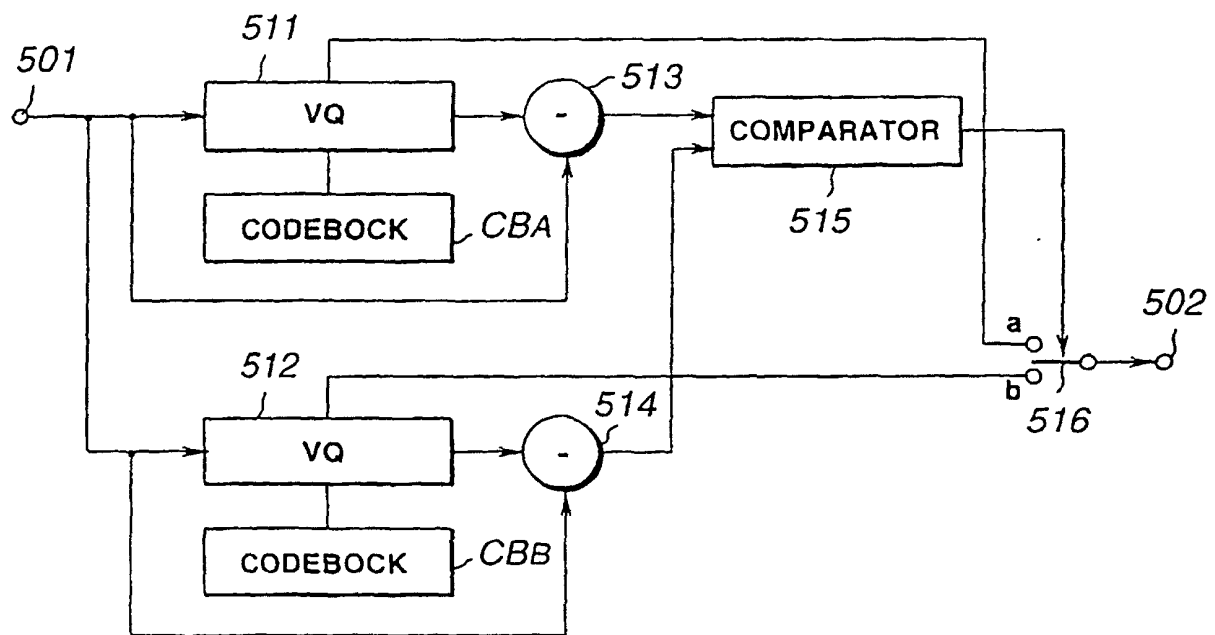 511
501
513
VQ
-
COMPARATOR
515
CODEBOCK
CBA
a
502
b
516
512
514
VQ
-
CODEBOCK
CBB